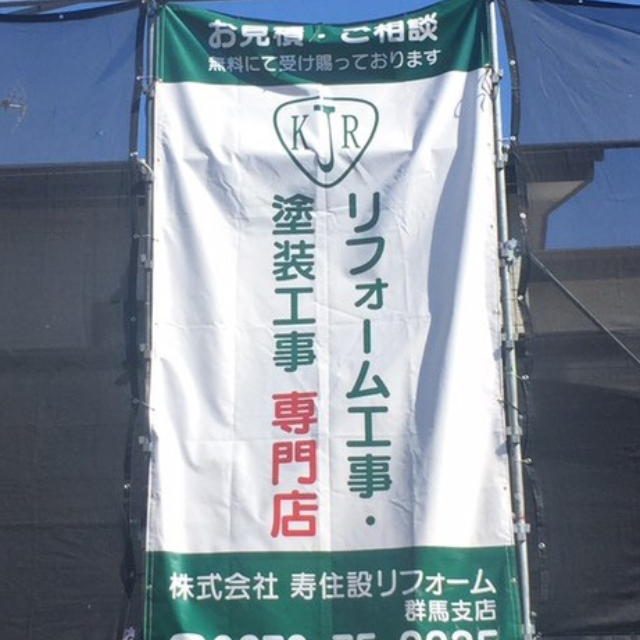 お見積・ご相談
無料にて受け賜っております
KJR
リフォーム工事・
塗装工事 専門店
株式会社 寿住設リフォーム
群馬支店